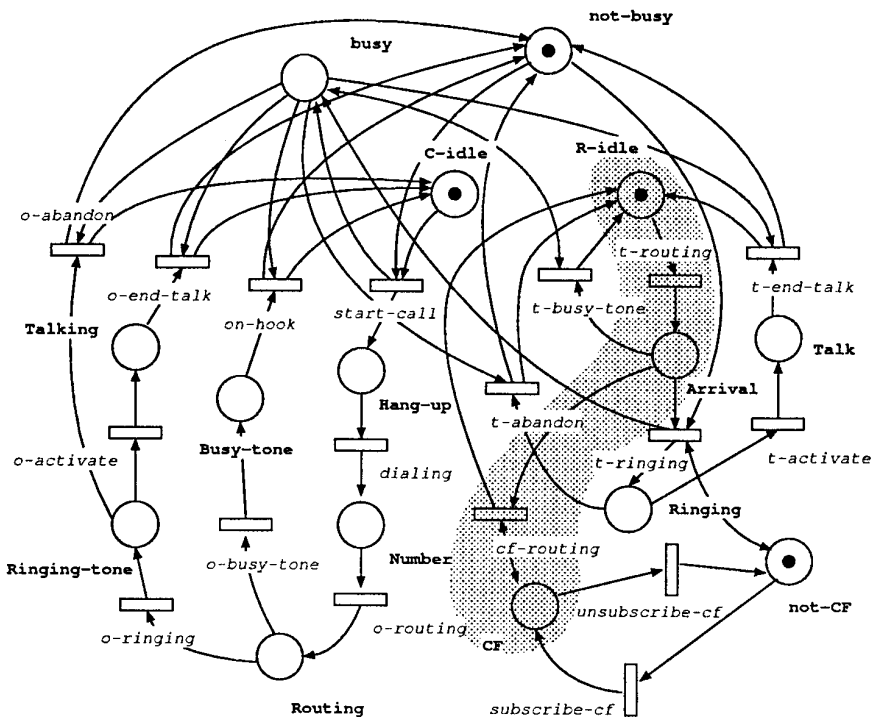 not-busy
busy
C-idle
R-idle
o-abandon
t-routing
o-end-talk
on-hook
start-call
t-busy-tone
t-end-talk
Talking
Talk
Hang-up
Arrival
t-abandon
Busy-tone
o-activate
dialing
t-ringing
t-activate
Ringing
Ringing-tone
o-busy-tone
Number
cf-routing
unsubscribe-cf
not-CF
o-ringing
o-routing
CF
Routing
subscribe-cf